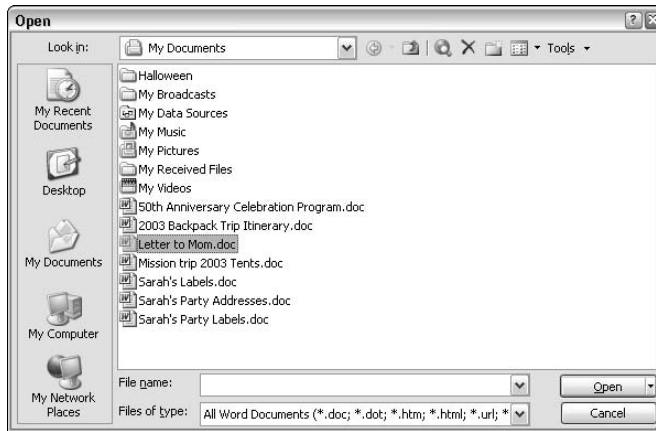 Open
Look in:
My Documents
Tools
My Recent
Documents
Desktop
My Documents
My Computer
My Network
Places
Halloween
My Broadcasts
My Data Sources
My Music
My Pictures
My Received Files
My Videos
50th Anniversary Celebration Program.doc
2003 Backpack Trip Itinerary.doc
Letter to Mom.doc
Mission trip 2003 Tents.doc
Sarah's Labels.doc
Sarah's Party Addresses.doc
Sarah's Party Labels.doc
File name:
Open
Files of type:
All Word Documents (*.doc; *.dot; *.htm; *.html; *.url; *
Cancel